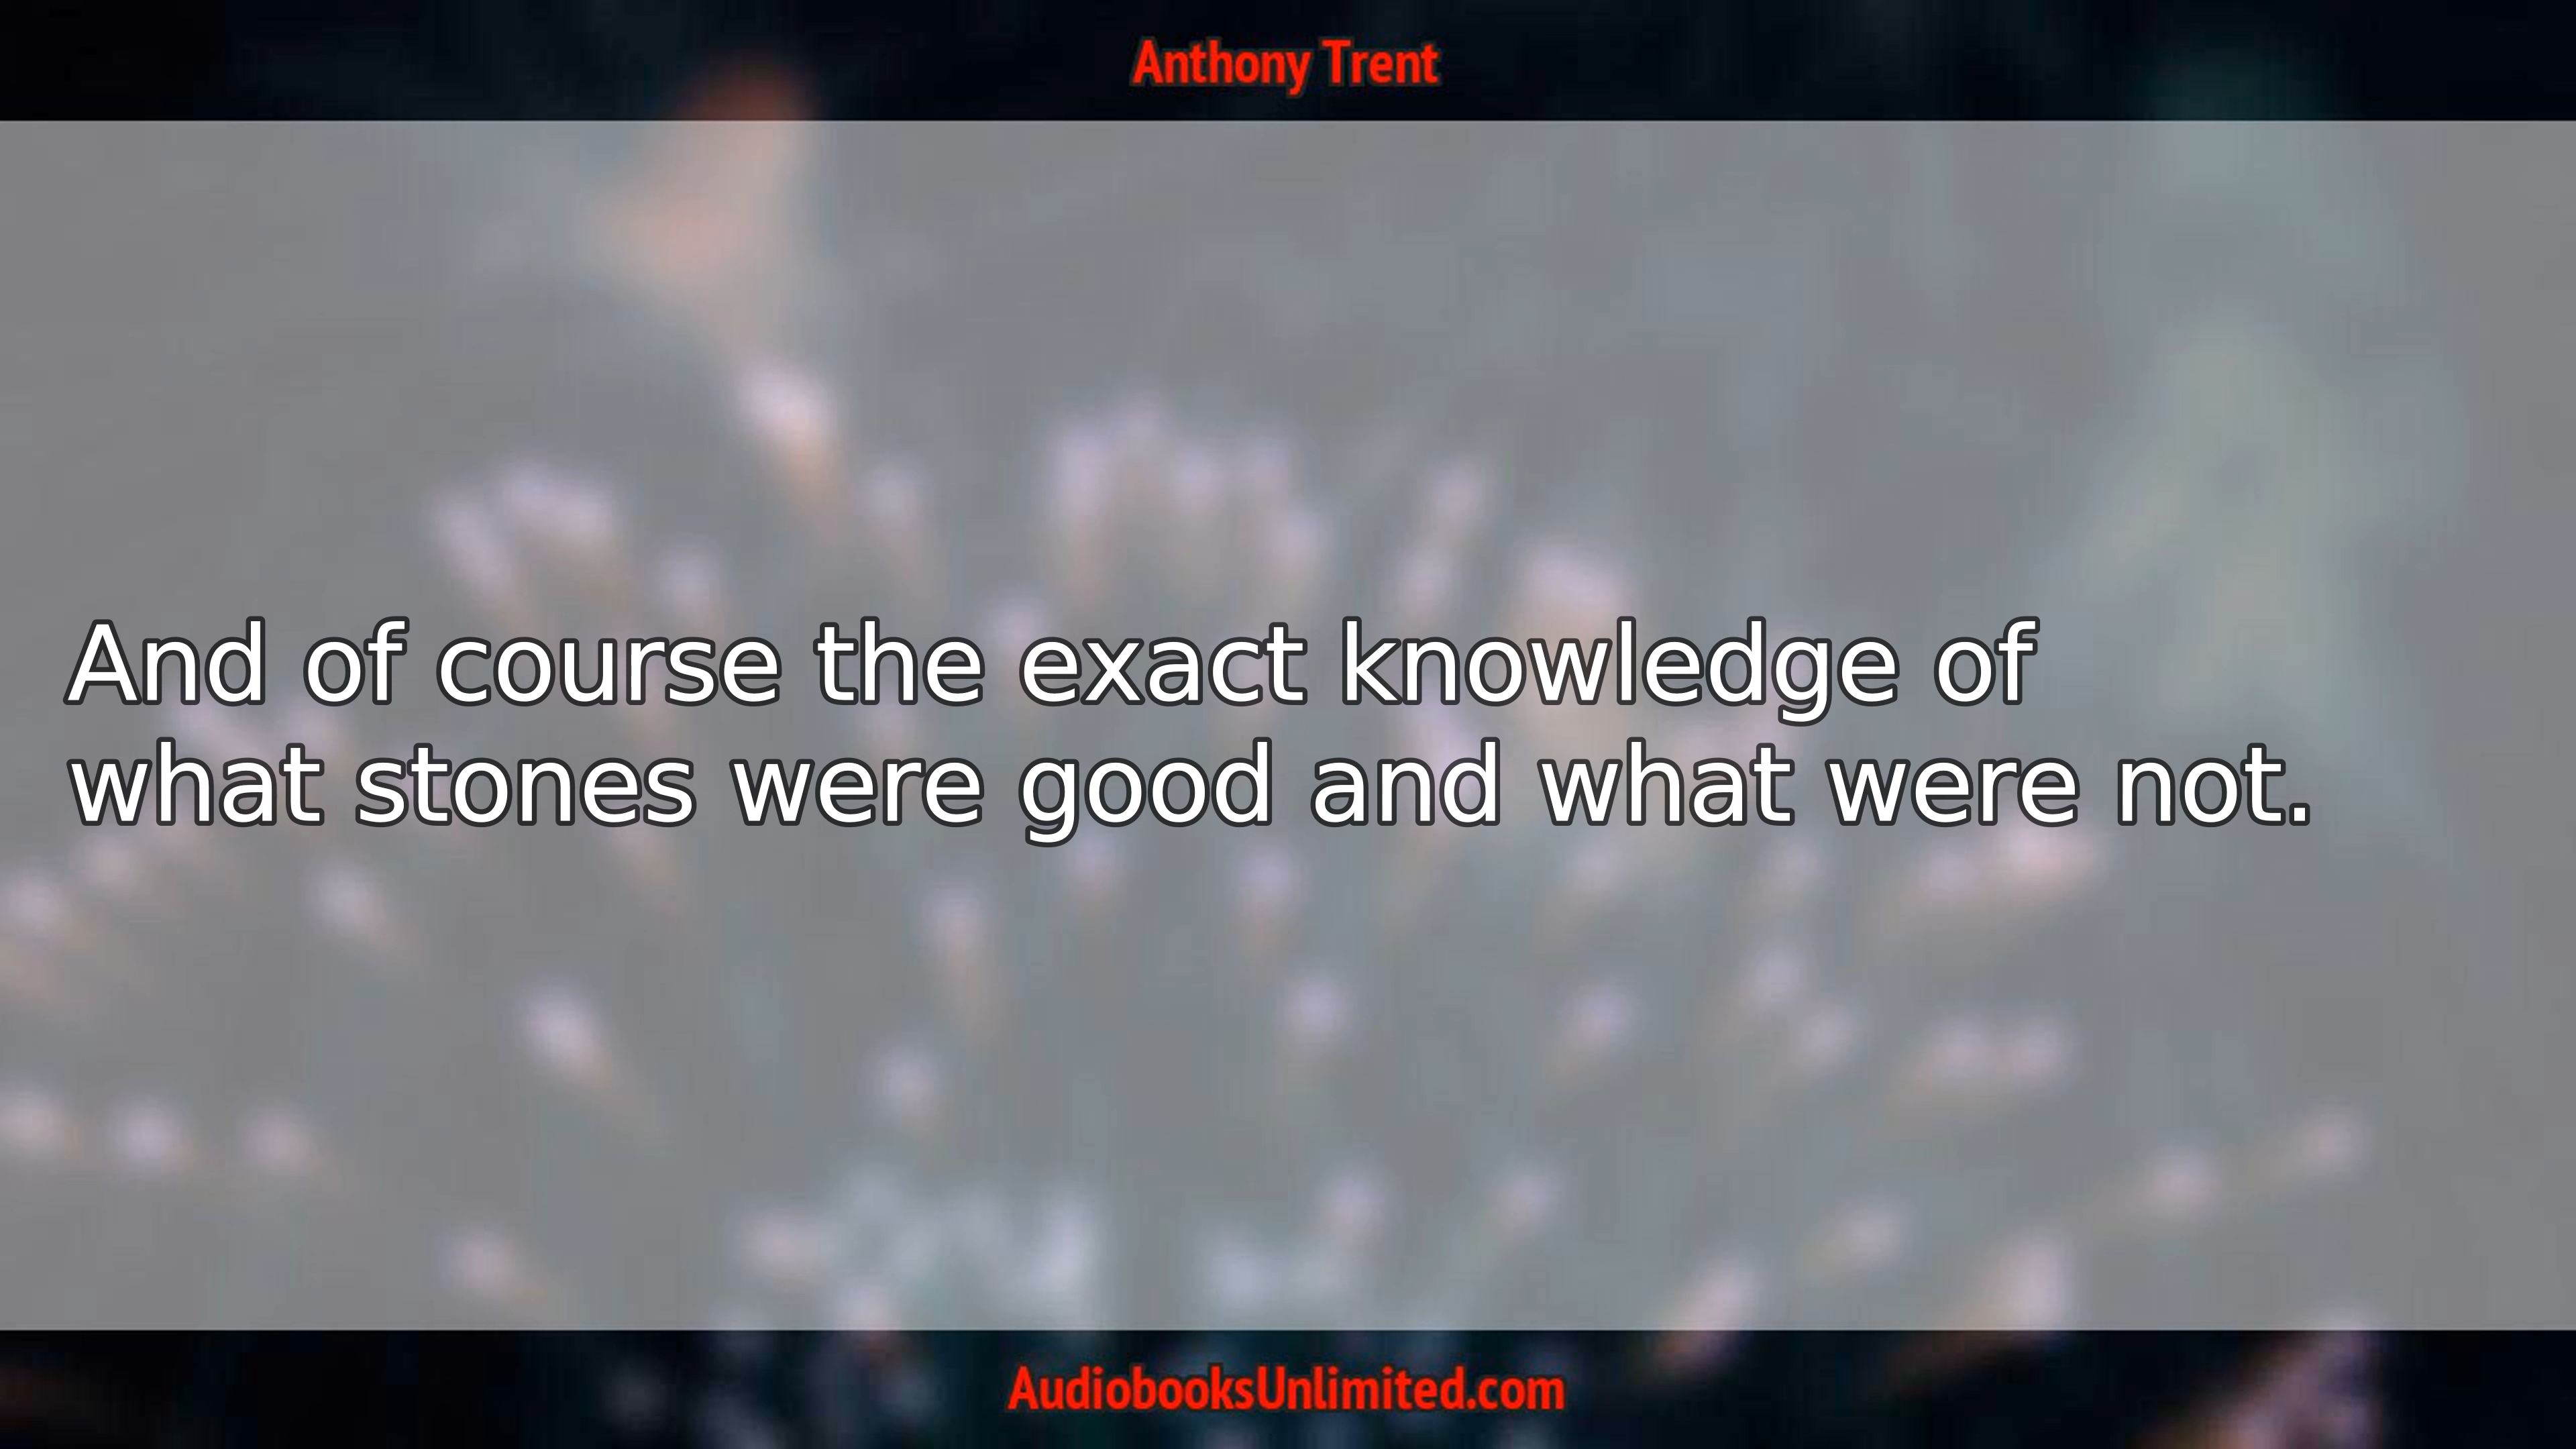 Anthony Trent
And of course the exact knowledge of
what stones were good and what were not.
AudiobooksUnlimited.com